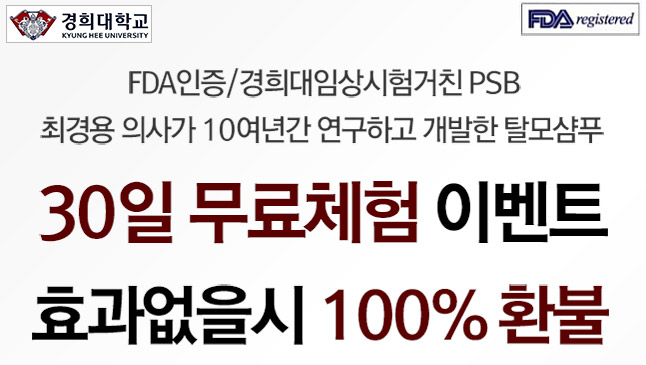 경희대학교
KYUNG HEE UNIVERSITY
FDA registered
FDA인증/경희대임상시험거친 PSB
최경용 의사가 10여년간 연구하고 개발한 탈모샴푸
30일 무료체험 이벤트
효과없을시 100% 환불